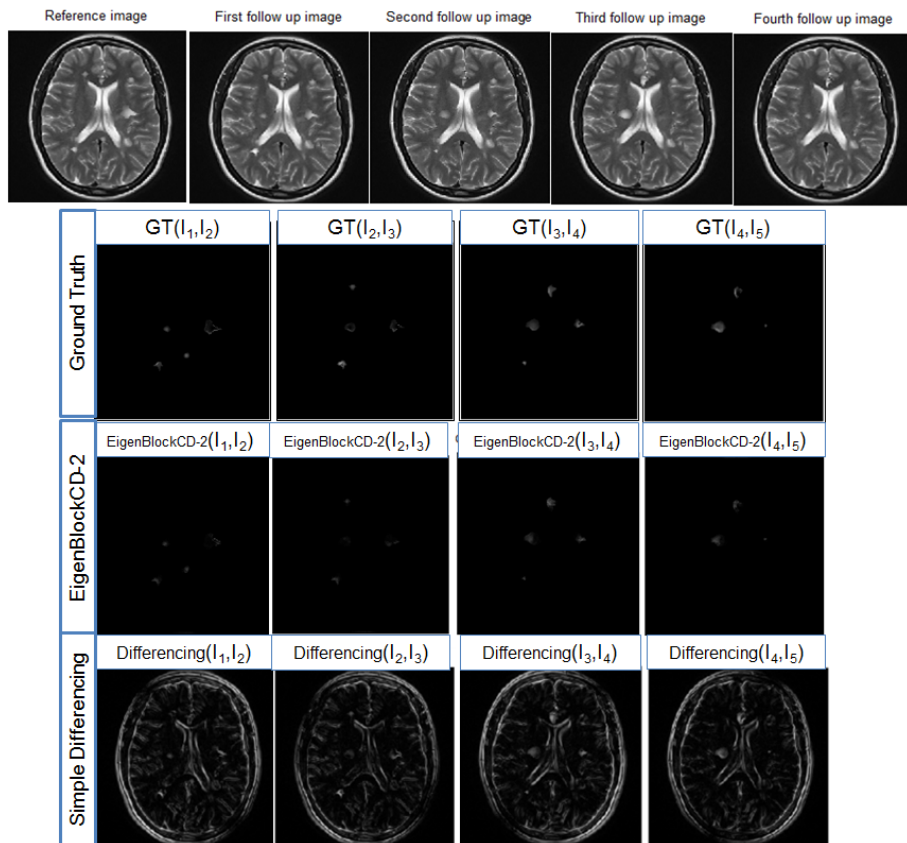 Reference image
First follow up image
Second follow up image
Third follow up image
Fourth follow up image
Ground Truth
GT(I₁,I₂)
GT(I₂,I₃)
GT(I₃,I₄)
GT(I₄,I₅)
EigenBlockCD-2
EigenBlockCD-2(I₁,I₂)
EigenBlockCD-2(I₂,I₃)
EigenBlockCD-2(I₃,I₄)
EigenBlockCD-2(I₄,I₅)
Simple Differencing
Differencing(I₁,I₂)
Differencing(I₂,I₃)
Differencing(I₃,I₄)
Differencing(I₄,I₅)